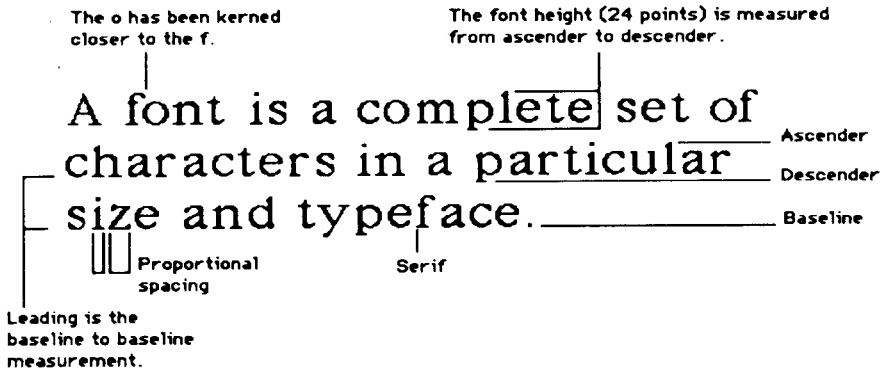 The o has been kerned
closer to the f.
The font height (24 points) is measured
from ascender to descender.
A font is a complete set of
characters in a particular
size and typeface.
Ascender
Descender
Baseline
Proportional
spacing
Serif
Leading is the
baseline to baseline
measurement.